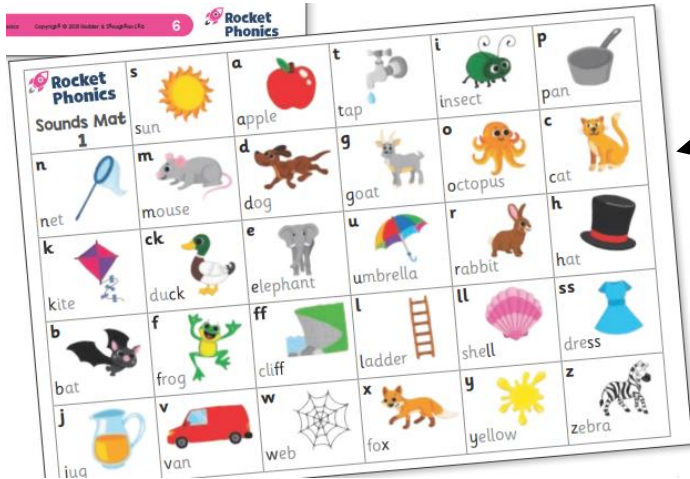 Copyright © 2019 Hodder & Stoughton Ltd
6
Rocket
Phonics
Rocket
Phonics
Sounds Mat
1
s
sun
a
apple
t
tap
i
insect
p
pan
n
net
m
mouse
d
dog
g
goat
o
octopus
c
cat
k
kite
ck
duck
e
elephant
u
umbrella
r
rabbit
h
hat
b
bat
f
frog
ff
cliff
l
ladder
ll
shell
ss
dress
j
jug
v
van
w
web
x
fox
y
yellow
z
zebra